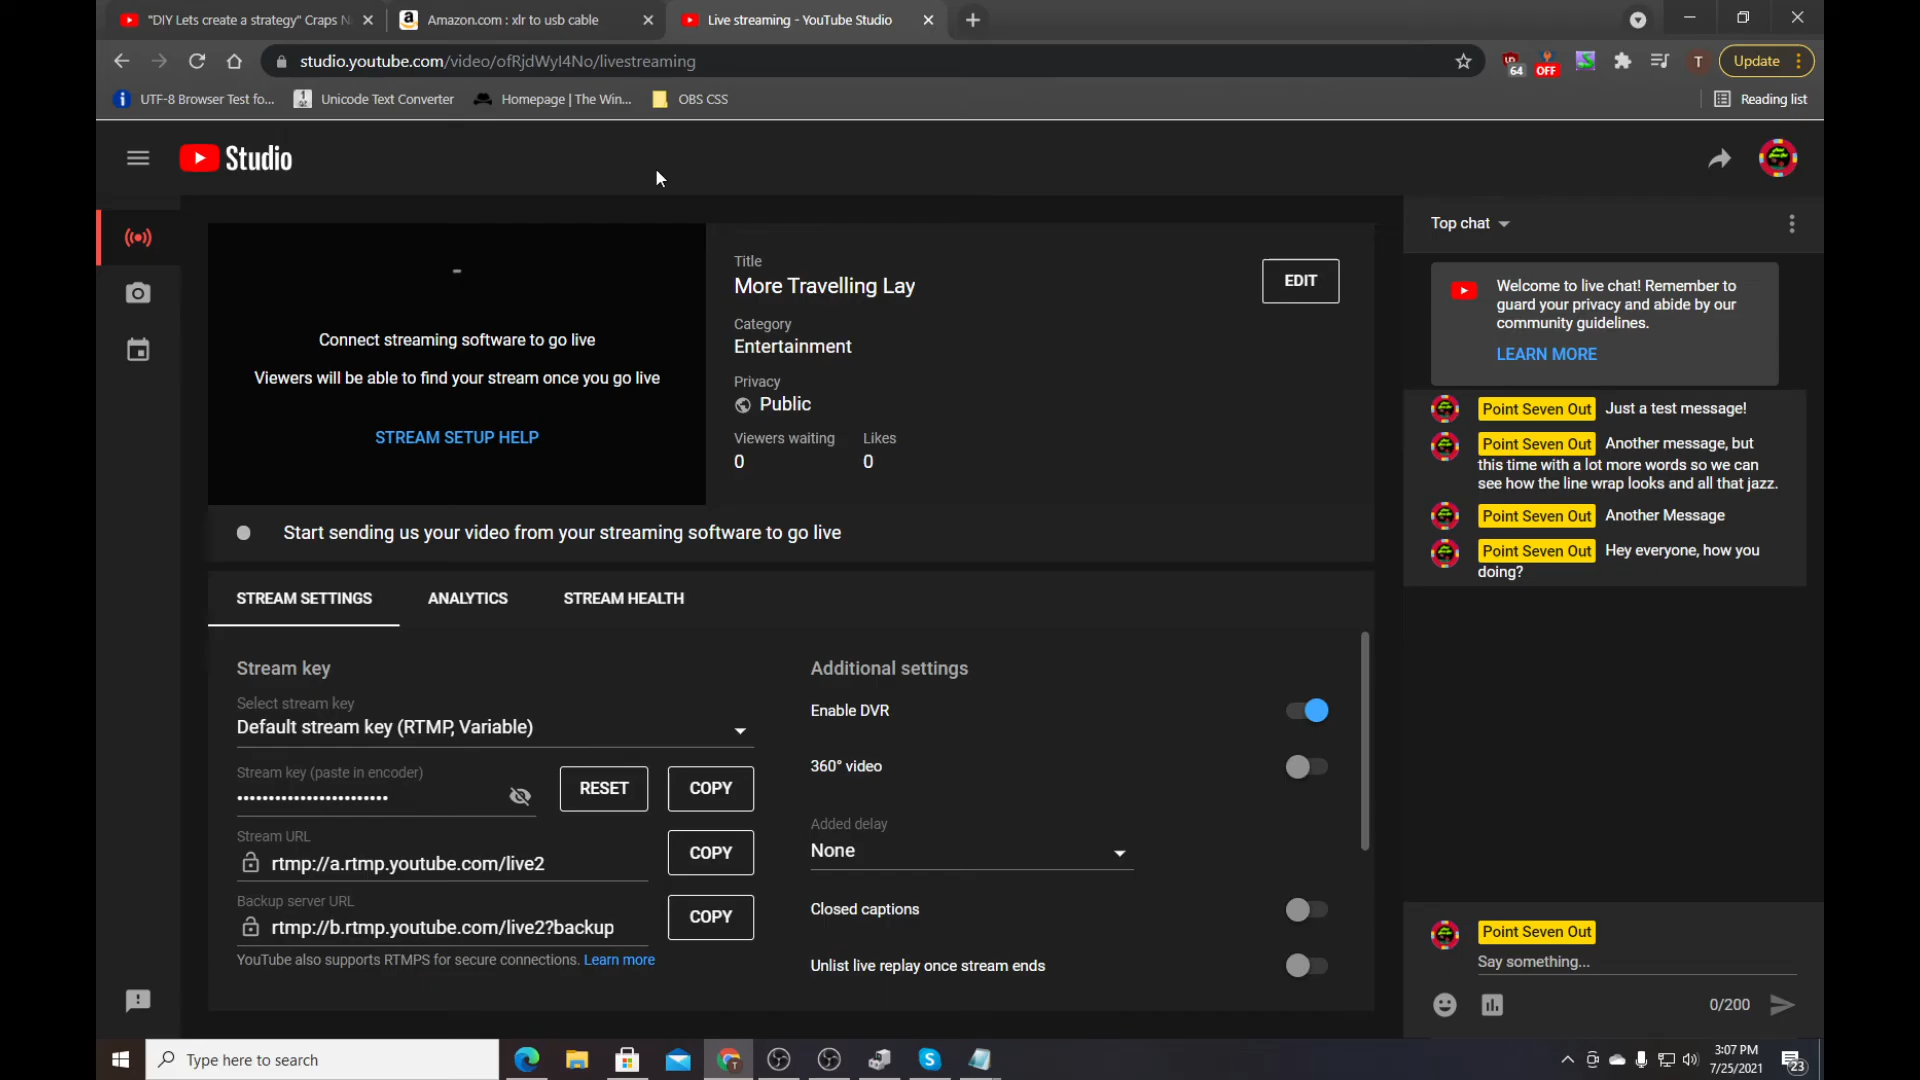 "DIY Lets create a strategy" Craps N
Amazon.com : xlr to usb cable
Live streaming - YouTube Studio
studio.youtube.com/video/ofRjdWyI4No/livestreaming
64
OFF
T
Update
UTF-8 Browser Test fo...
Unicode Text Converter
Homepage | The Win...
OBS CSS
Reading list
Studio
-
Connect streaming software to go live
Viewers will be able to find your stream once you go live
STREAM SETUP HELP
Title
More Travelling Lay
EDIT
Category
Entertainment
Privacy
Public
Viewers waiting
Likes
0
0
Start sending us your video from your streaming software to go live
STREAM SETTINGS
ANALYTICS
STREAM HEALTH
Stream key
Select stream key
Default stream key (RTMP, Variable)
Stream key (paste in encoder)
••••••••••••••••••••••••
RESET
COPY
Stream URL
rtmp://a.rtmp.youtube.com/live2
COPY
Backup server URL
rtmp://b.rtmp.youtube.com/live2?backup
COPY
YouTube also supports RTMPS for secure connections. Learn more
Additional settings
Enable DVR
360° video
Added delay
None
Closed captions
Unlist live replay once stream ends
Top chat
Welcome to live chat! Remember to
guard your privacy and abide by our
community guidelines.
LEARN MORE
Point Seven Out Just a test message!
Point Seven Out Another message, but
this time with a lot more words so we can
see how the line wrap looks and all that jazz.
Point Seven Out Another Message
Point Seven Out Hey everyone, how you
doing?
Point Seven Out
Say something...
0/200
Type here to search
3:07 PM
7/25/2021
23